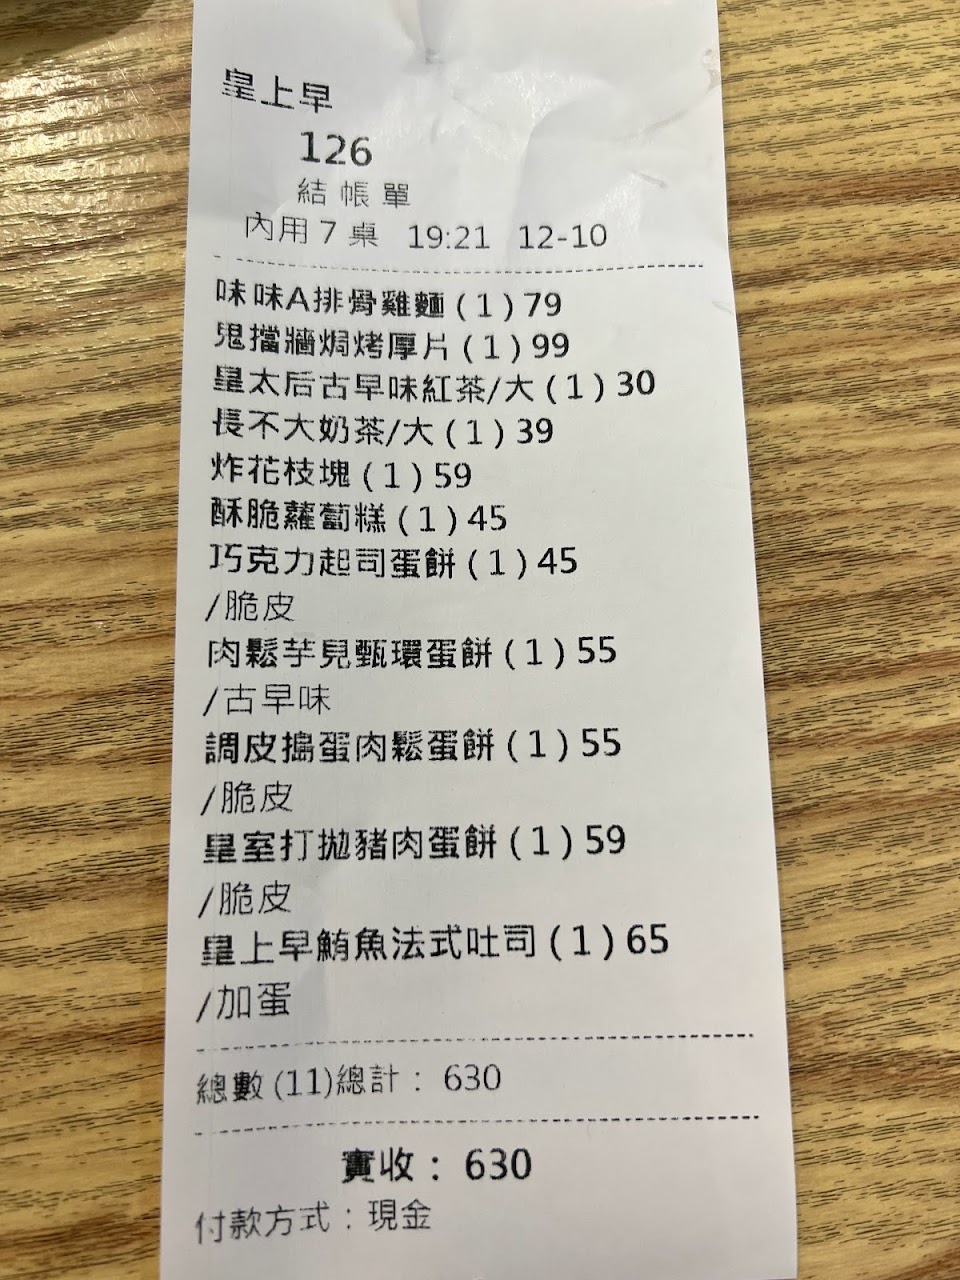 皇上早
126
結帳單
內用 7 桌 19:21 12-10
味味A排骨雞麵 (1) 79
鬼擋牆焗烤厚片 (1) 99
皇太后古早味紅茶/大 (1) 30
長不大奶茶/大 (1) 39
炸花枝塊 (1) 59
酥脆蘿蔔糕 (1) 45
巧克力起司蛋餅 (1) 45
/脆皮
肉鬆芋見甄環蛋餅 (1) 55
/古早味
調皮搗蛋肉鬆蛋餅 (1) 55
/脆皮
皇室打拋豬肉蛋餅 (1) 59
/脆皮
皇上早鮪魚法式吐司 (1) 65
/加蛋
總數 (11)總計： 630
實收： 630
付款方式：現金